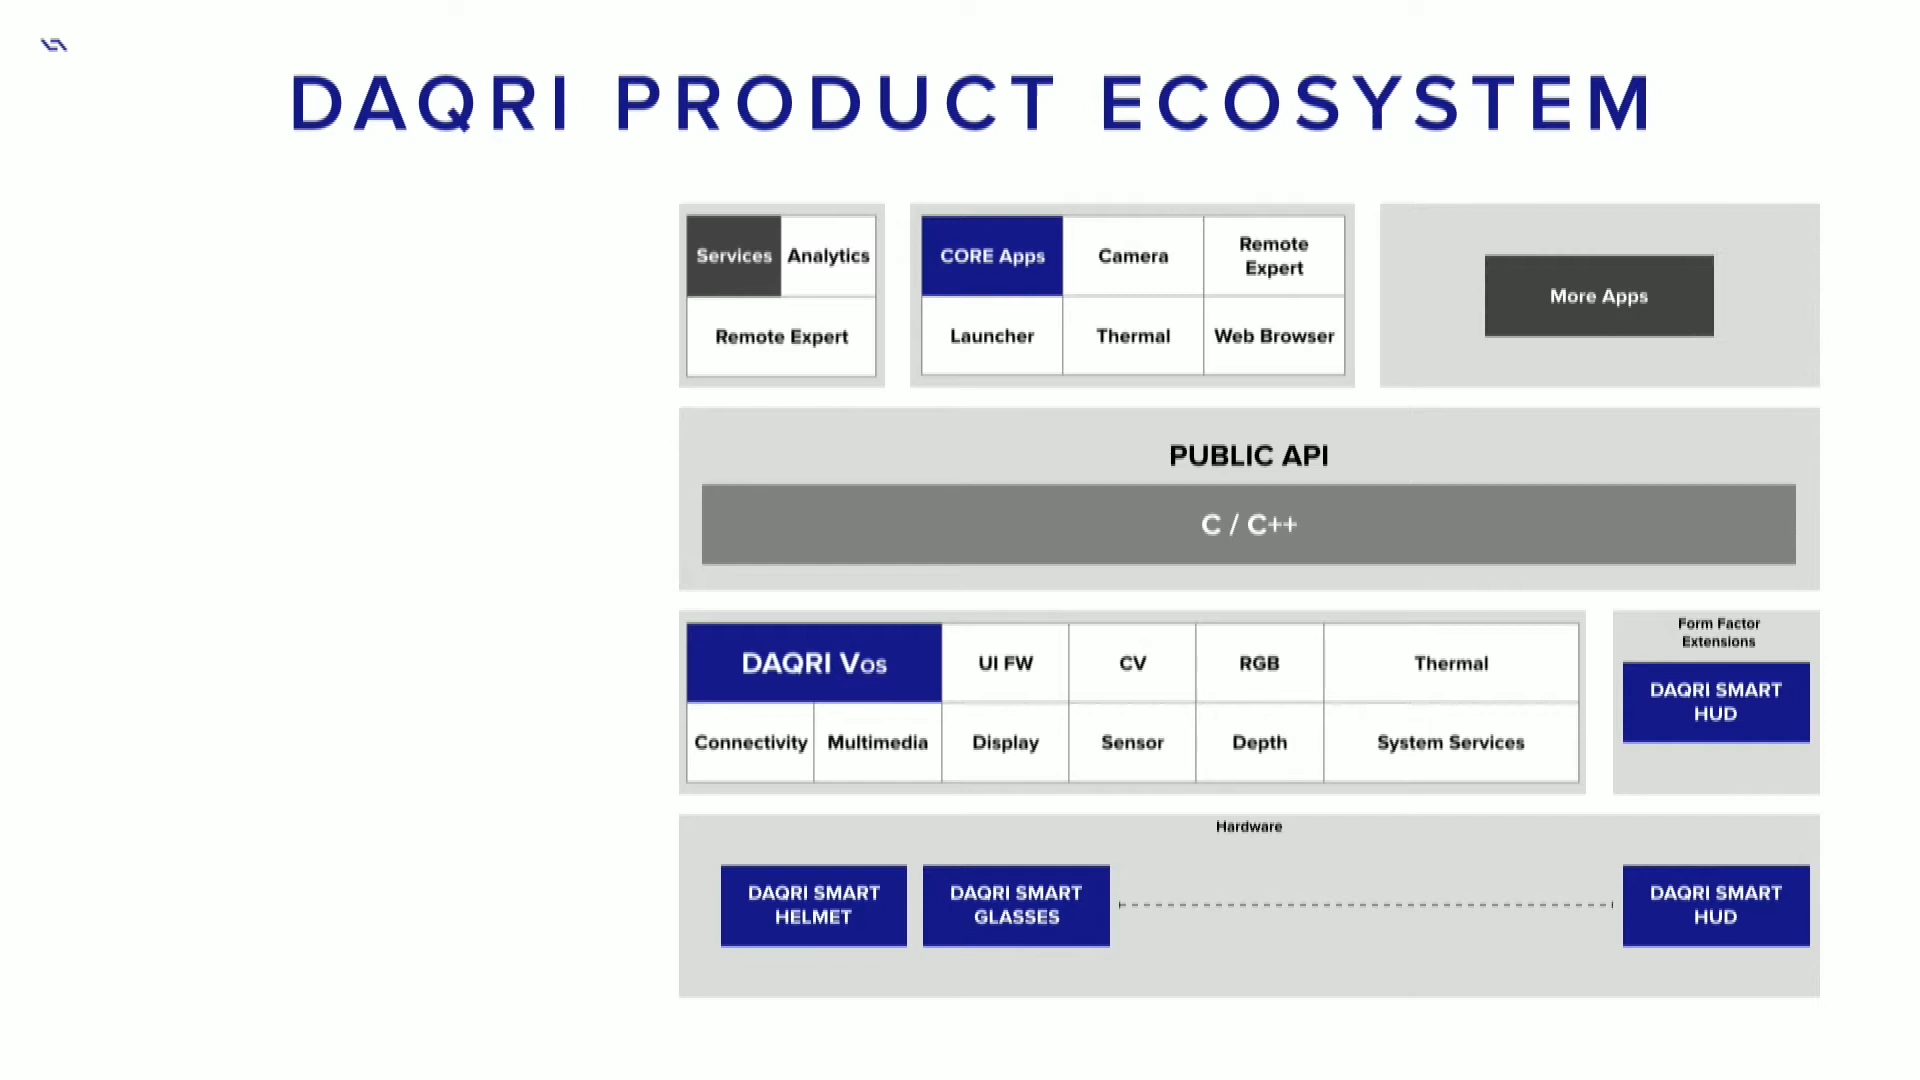 DAQRI PRODUCT ECOSYSTEM
Services
Analytics
Remote Expert
CORE Apps
Camera
Remote
Expert
Launcher
Thermal
Web Browser
More Apps
PUBLIC API
C / C++
DAQRI Vos
UI FW
CV
RGB
Thermal
Connectivity
Multimedia
Display
Sensor
Depth
System Services
Form Factor
Extensions
DAQRI SMART
HUD
Hardware
DAQRI SMART
HELMET
DAQRI SMART
GLASSES
DAQRI SMART
HUD